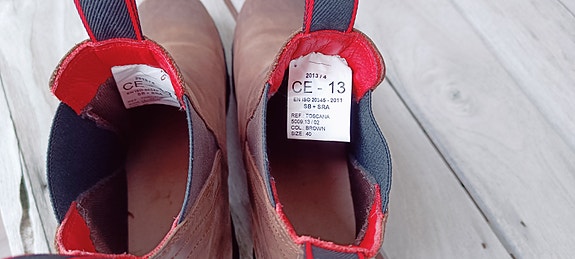 2013 / 4
CE - 13
EN ISO 20345 - 2011
SB + SRA
REF.: TOSCANA
5009.13 / 02
COL. BROWN
SIZE: 40